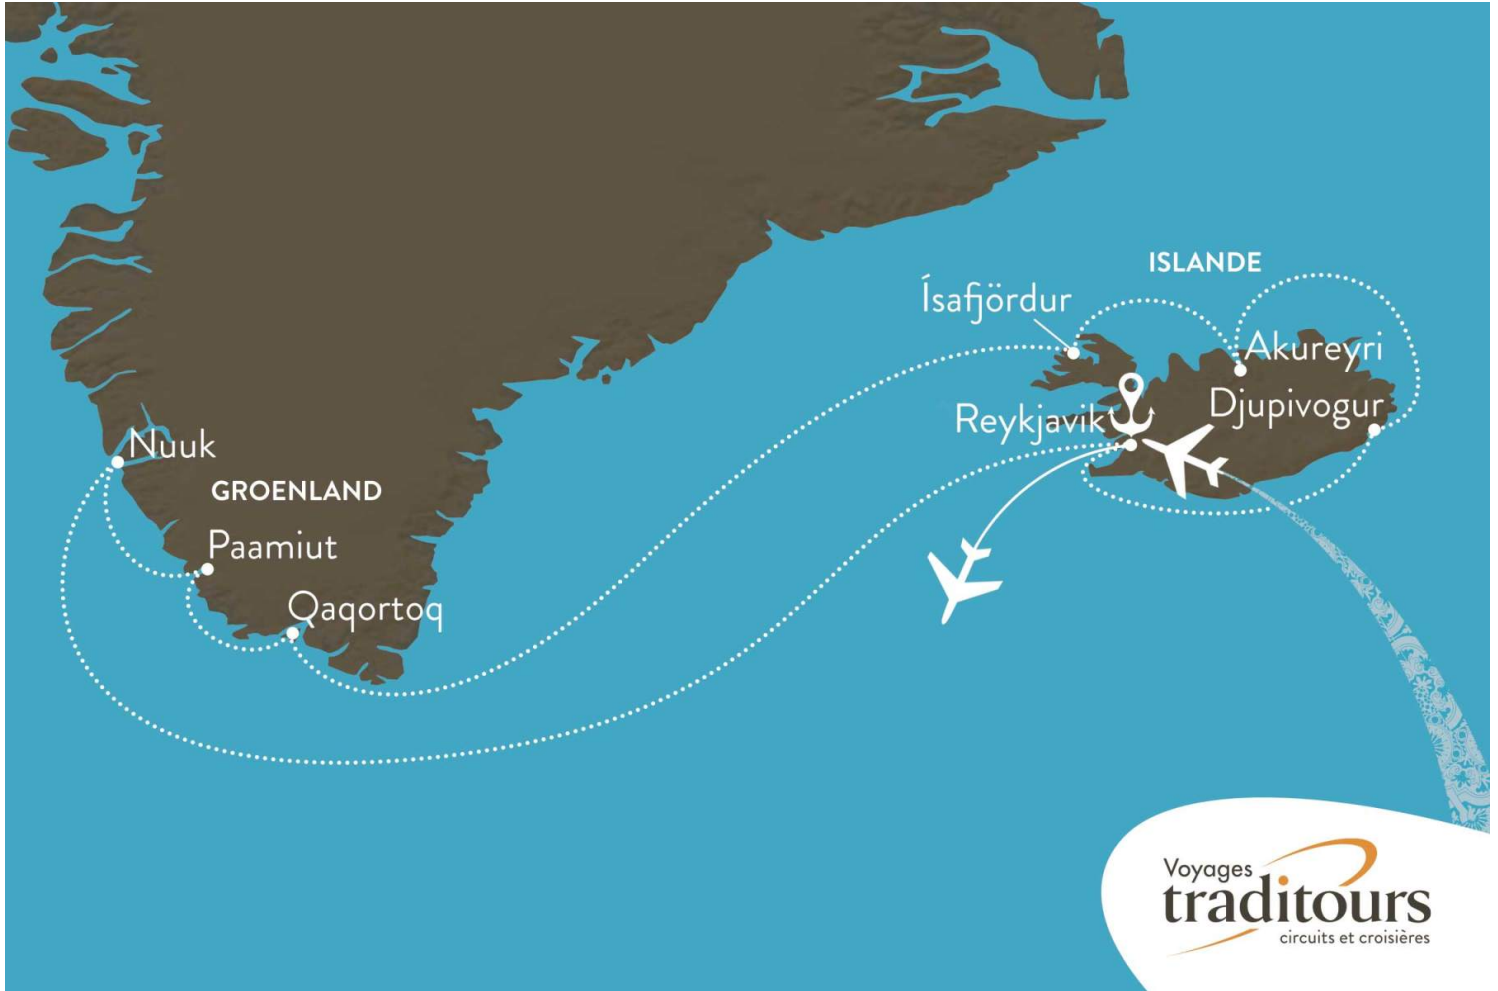 ISLANDE
Ísafjördur
Akureyri
Djupivogur
Reykjavik
Nuuk
GROENLAND
Paamiut
Qaqortoq
Voyages
traditours
circuits et croisières